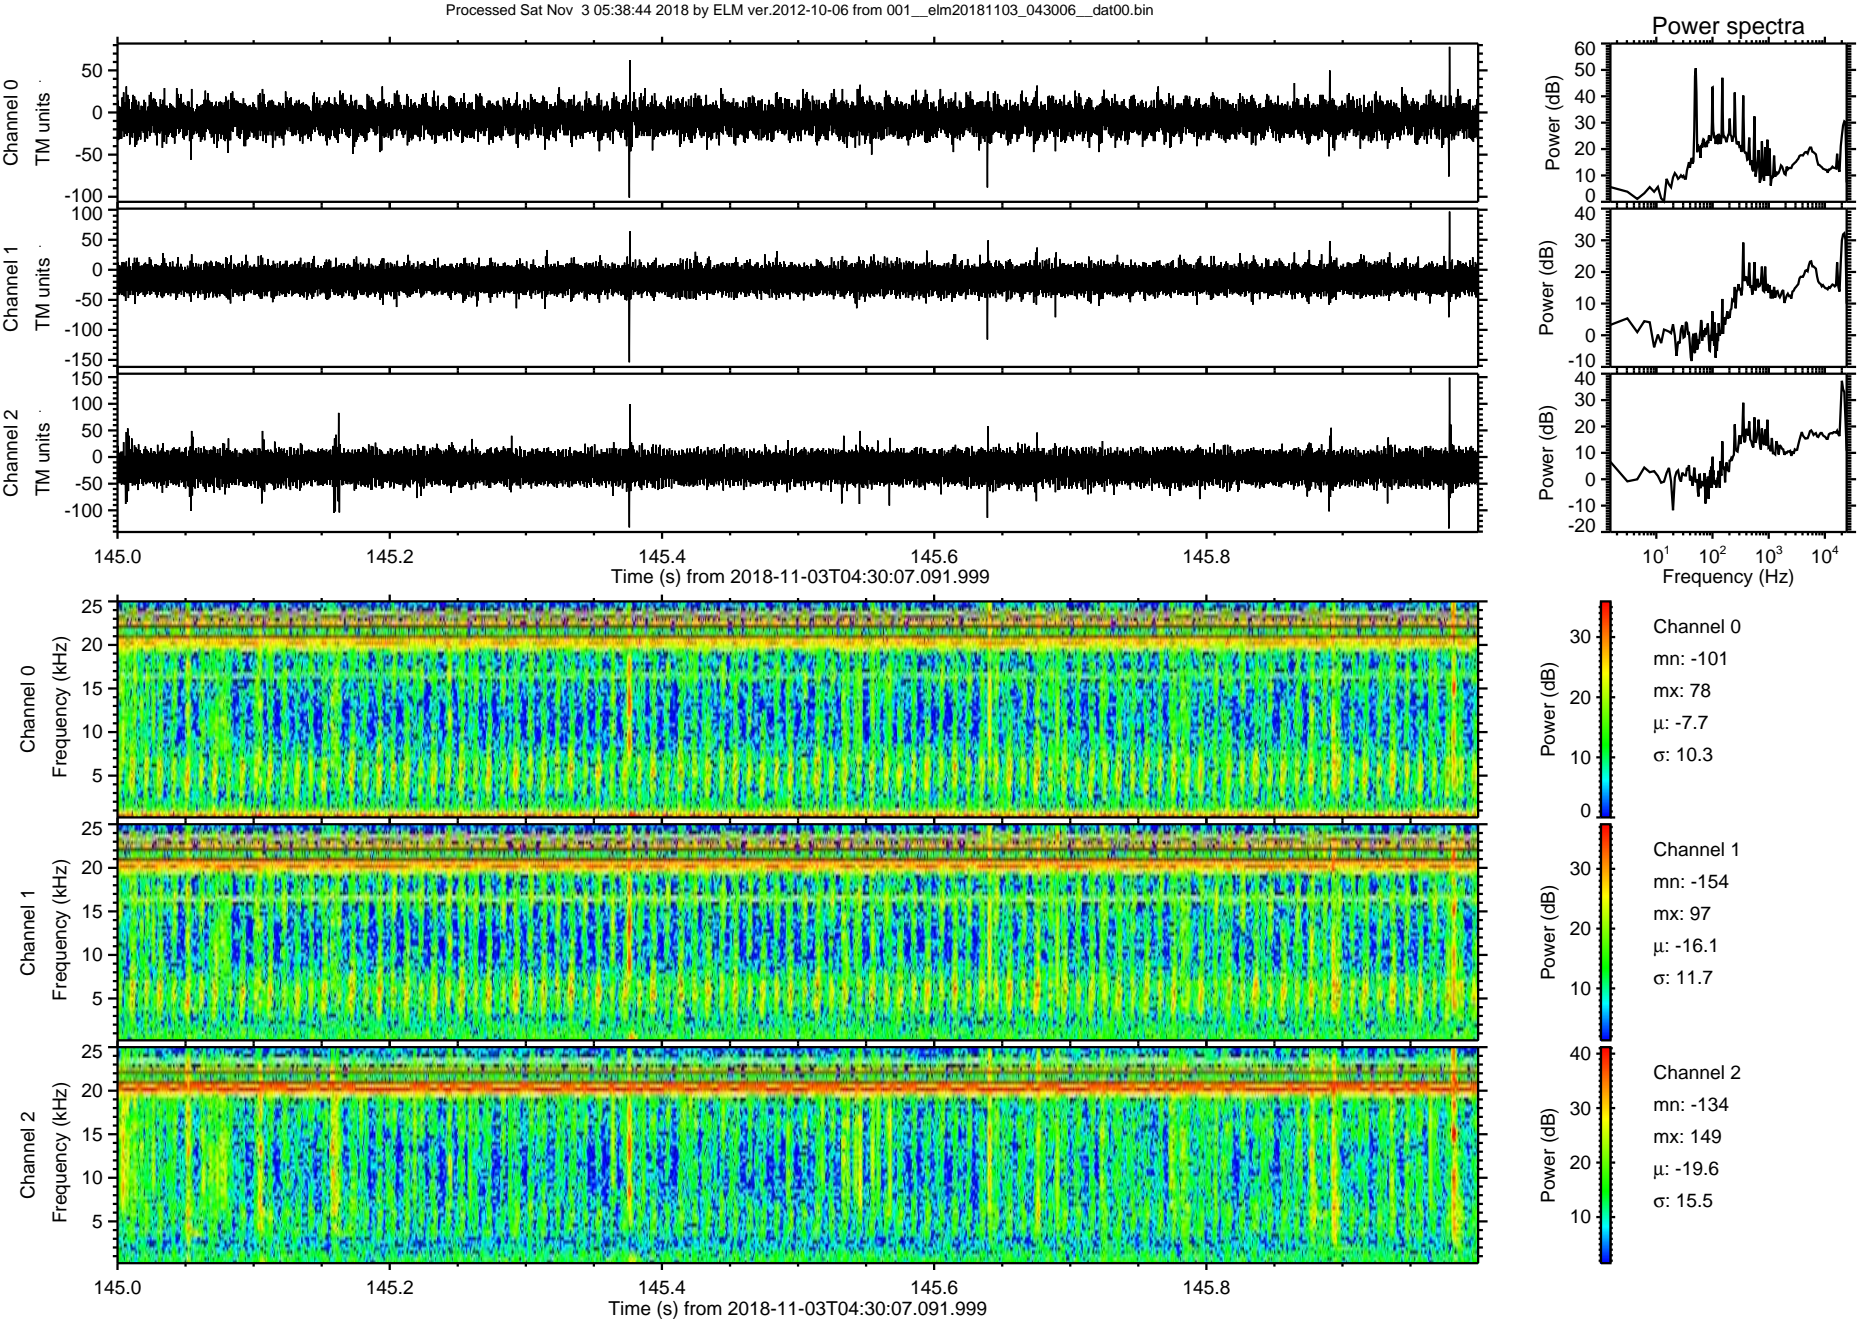 Processed Sat Nov  3 05:38:44 2018 by ELM ver.2012-10-06 from 001__elm20181103_043006__dat00.bin
Power spectra
Channel 0
TM units
50
0
-50
-100
Channel 1
TM units
100
50
0
-50
-100
-150
Channel 2
TM units
150
100
50
0
-50
-100
145.0
145.2
145.4
145.6
145.8
Time (s) from 2018-11-03T04:30:07.091.999
Power (dB)
60
50
40
30
20
10
0
Power (dB)
40
30
20
10
0
-10
Power (dB)
40
30
20
10
0
-10
-20
10^1
10^2
10^3
10^4
Frequency (Hz)
Channel 0
Frequency (kHz)
25
20
15
10
5
Power (dB)
30
20
10
0
Channel 0
mn: -101
mx: 78
μ: -7.7
σ: 10.3
Channel 1
Frequency (kHz)
25
20
15
10
5
Power (dB)
30
20
10
Channel 1
mn: -154
mx: 97
μ: -16.1
σ: 11.7
Channel 2
Frequency (kHz)
25
20
15
10
5
Power (dB)
40
30
20
10
Channel 2
mn: -134
mx: 149
μ: -19.6
σ: 15.5
145.0
145.2
145.4
145.6
145.8
Time (s) from 2018-11-03T04:30:07.091.999